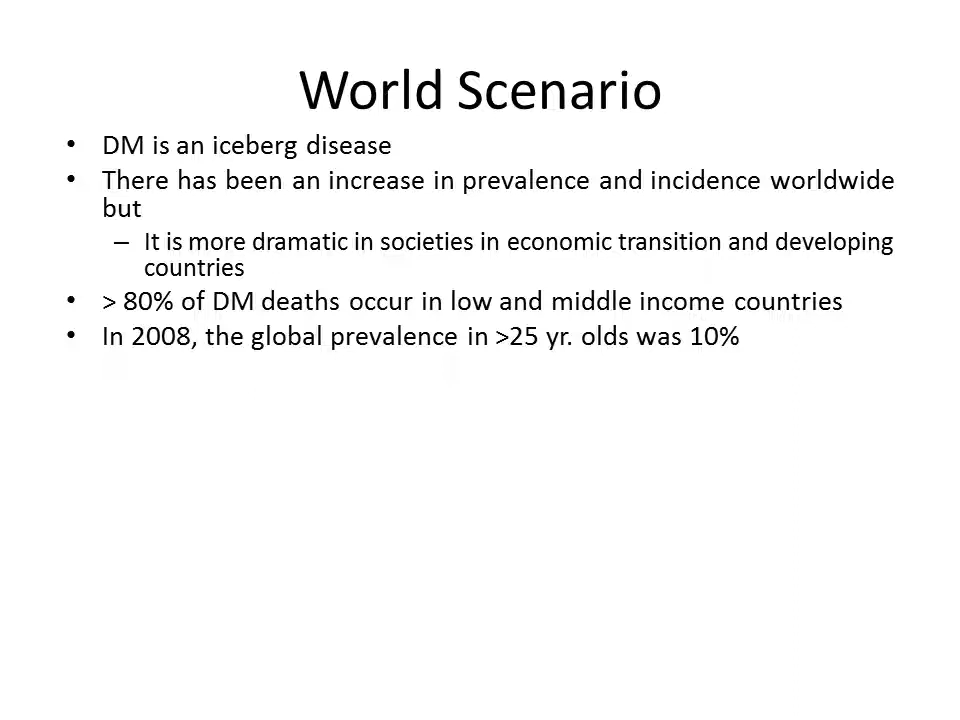 World Scenario
• DM is an iceberg disease
• There has been an increase in prevalence and incidence worldwide
but
– It is more dramatic in societies in economic transition and developing
countries
• > 80% of DM deaths occur in low and middle income countries
• In 2008, the global prevalence in >25 yr. olds was 10%